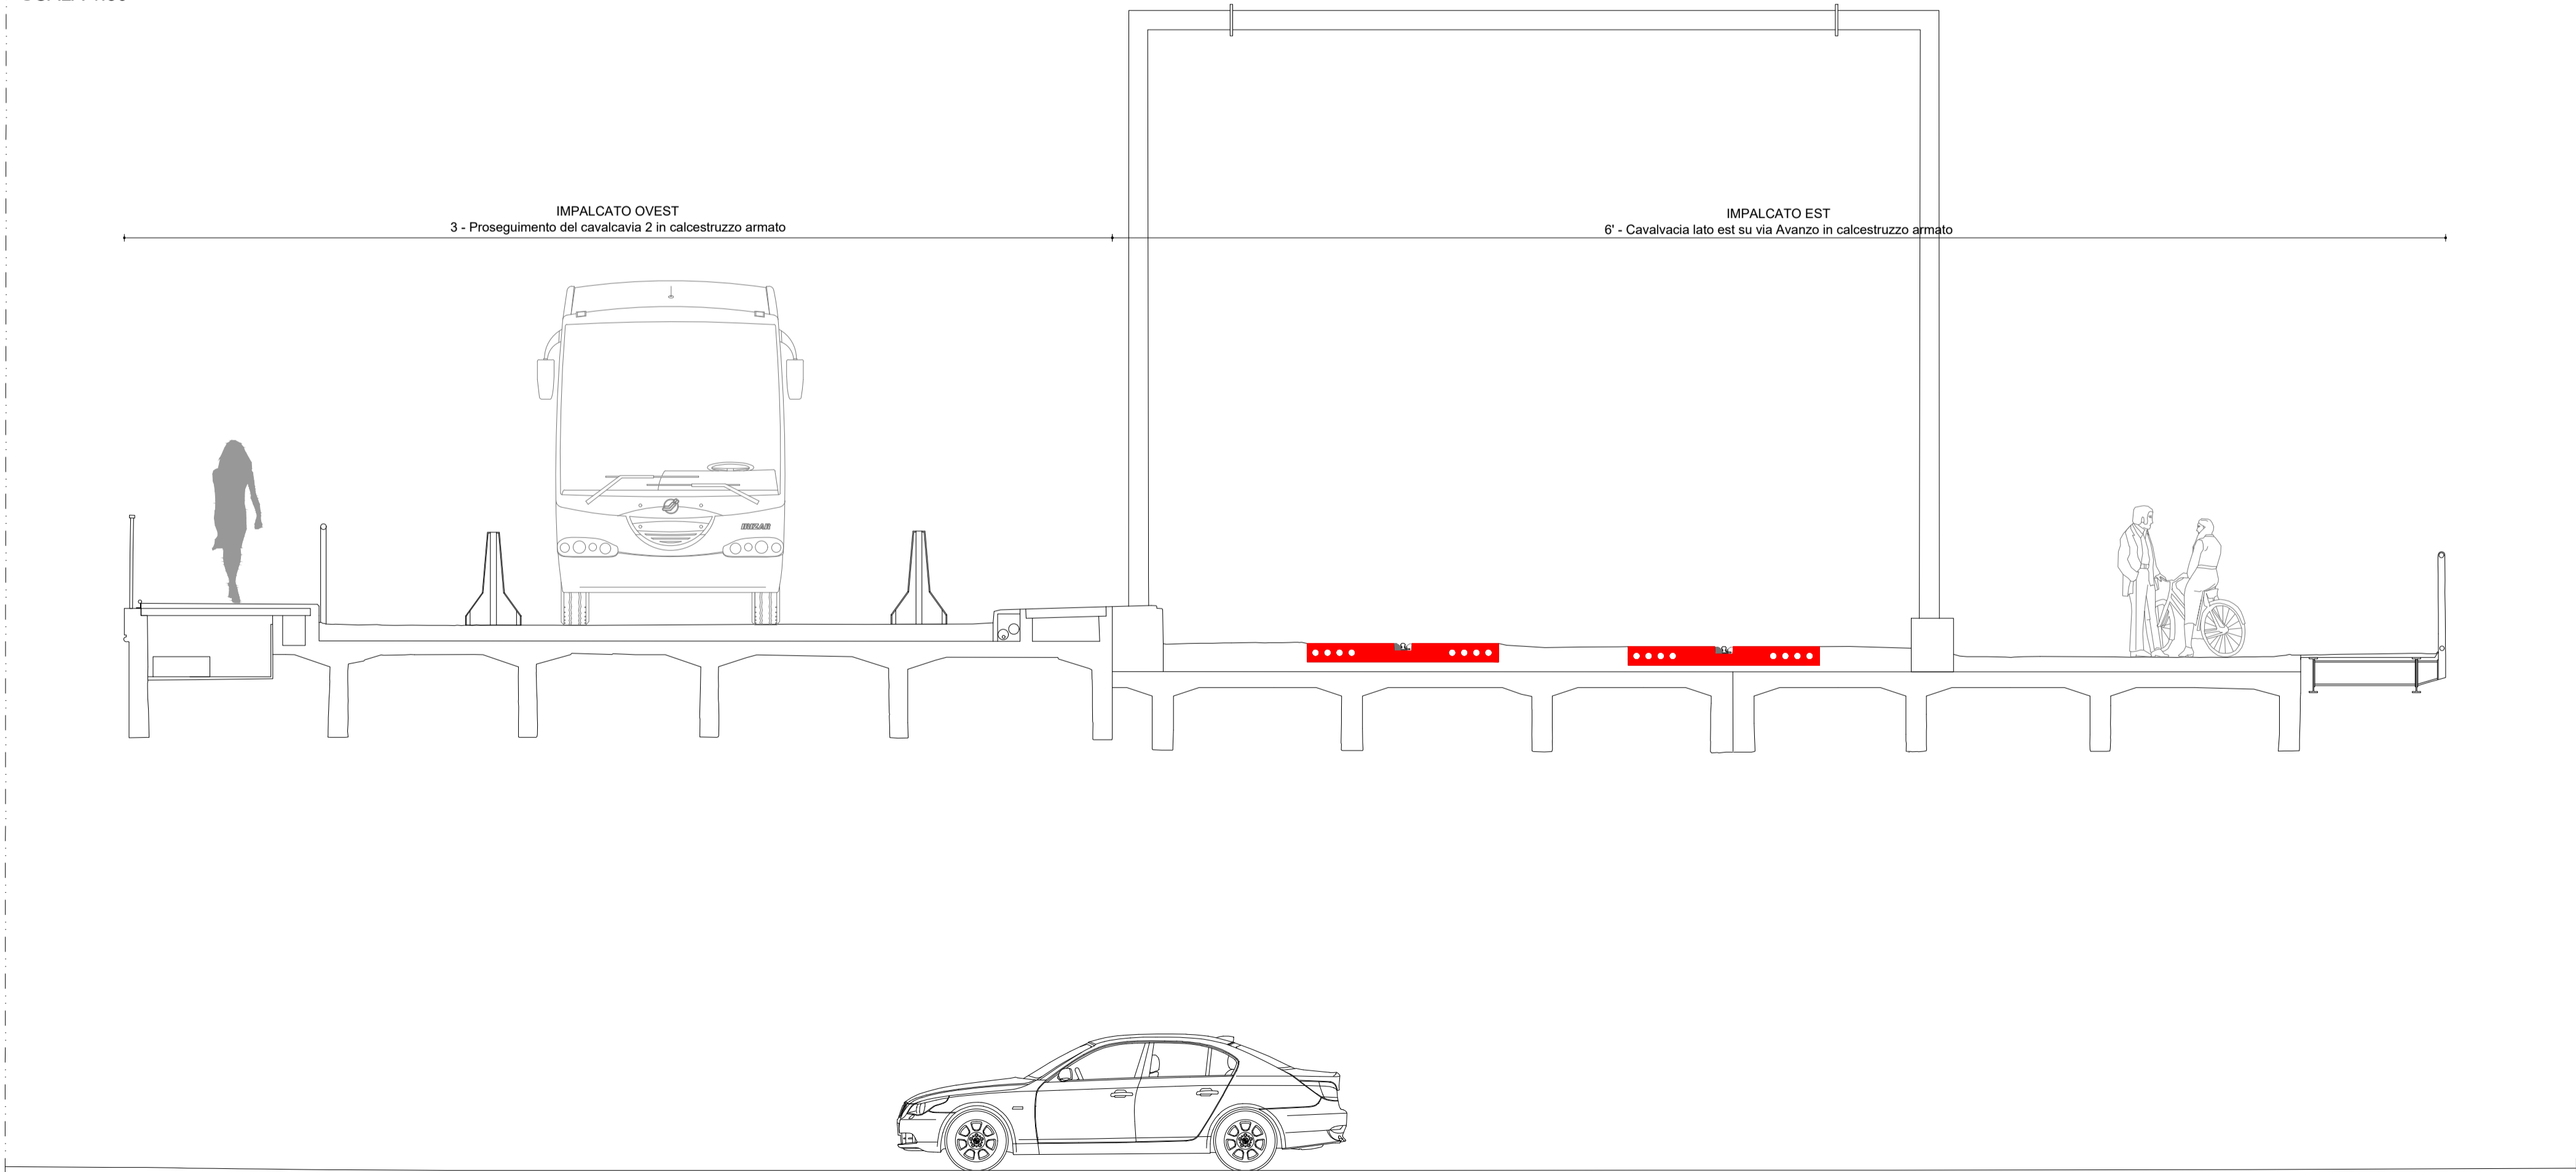 IMPALCATO OVEST
3 - Proseguimento del cavalcavia 2 in calcestruzzo armato
IMPALCATO EST
6' - Cavalvacia lato est su via Avanzo in calcestruzzo armato
IRIZAR